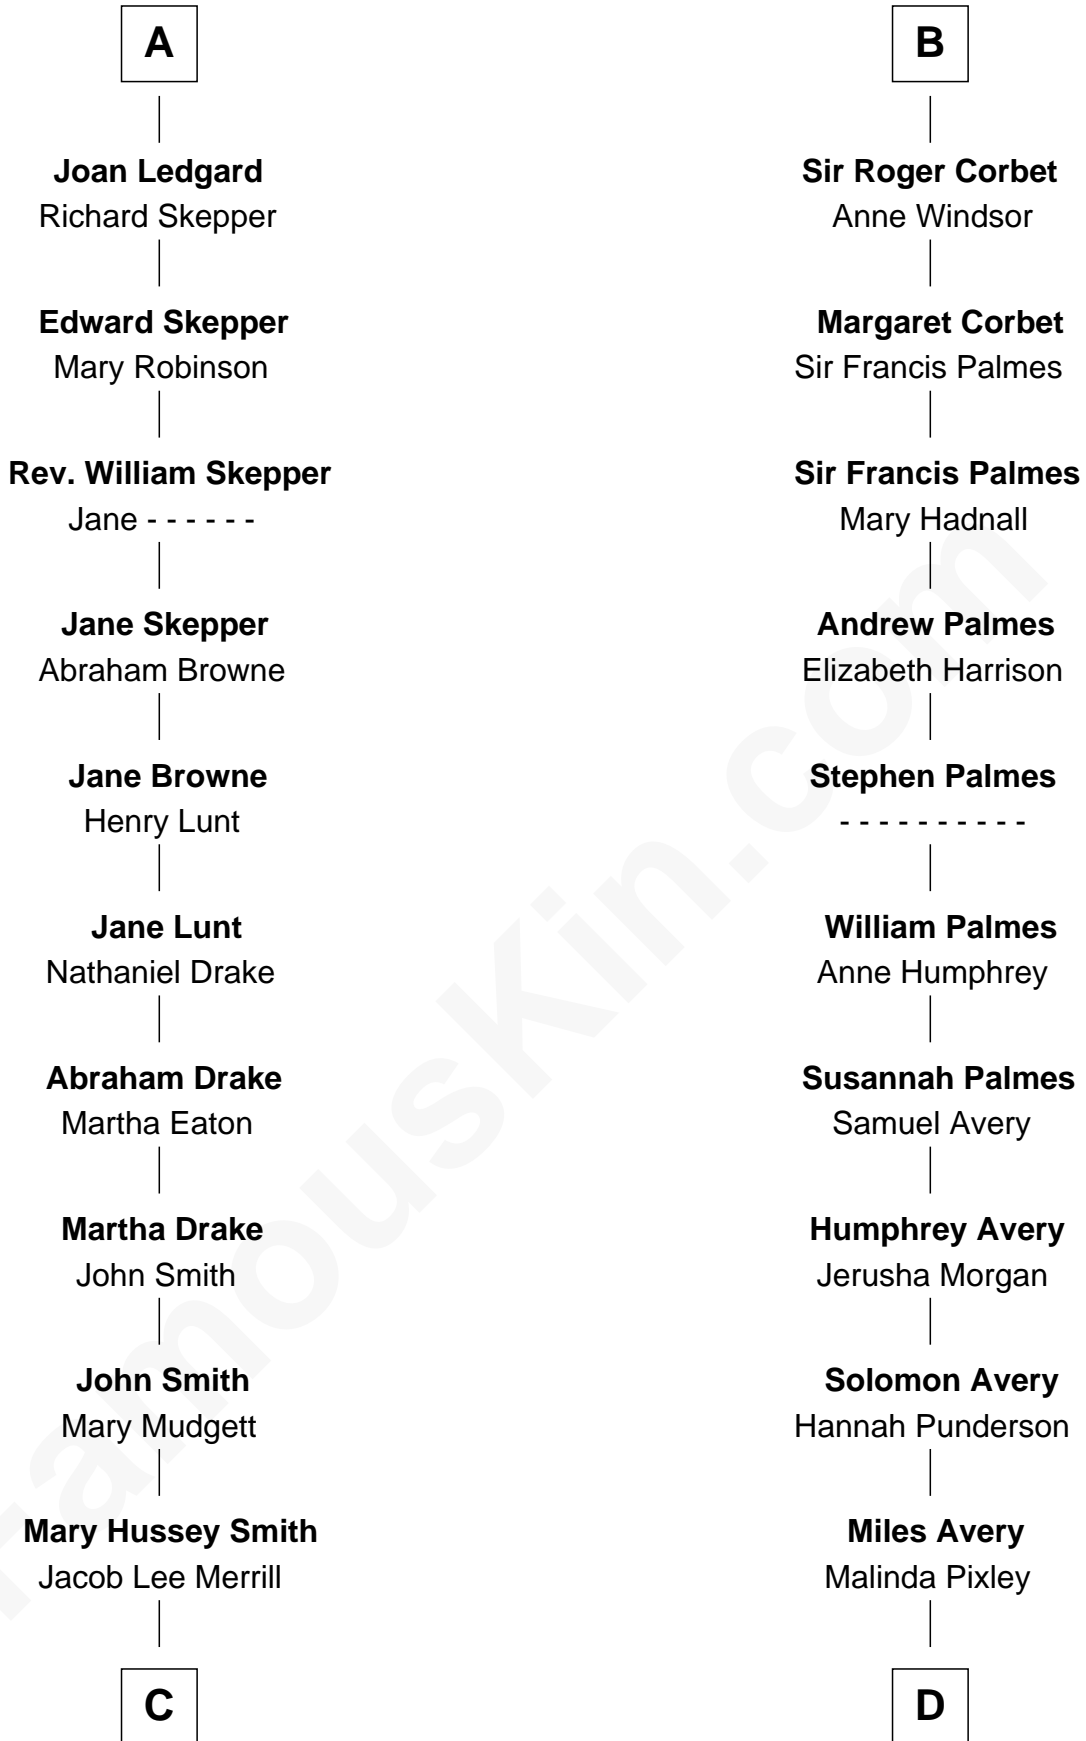 A
Joan Ledgard
Richard Skepper
Edward Skepper
Mary Robinson
Rev. William Skepper
Jane - - - - - -
Jane Skepper
Abraham Browne
Jane Browne
Henry Lunt
Jane Lunt
Nathaniel Drake
Abraham Drake
Martha Eaton
Martha Drake
John Smith
John Smith
Mary Mudgett
Mary Hussey Smith
Jacob Lee Merrill
C
B
Sir Roger Corbet
Anne Windsor
Margaret Corbet
Sir Francis Palmes
Sir Francis Palmes
Mary Hadnall
Andrew Palmes
Elizabeth Harrison
Stephen Palmes
- - - - - - - - - -
William Palmes
Anne Humphrey
Susannah Palmes
Samuel Avery
Humphrey Avery
Jerusha Morgan
Solomon Avery
Hannah Punderson
Miles Avery
Malinda Pixley
D
FamousKin.com